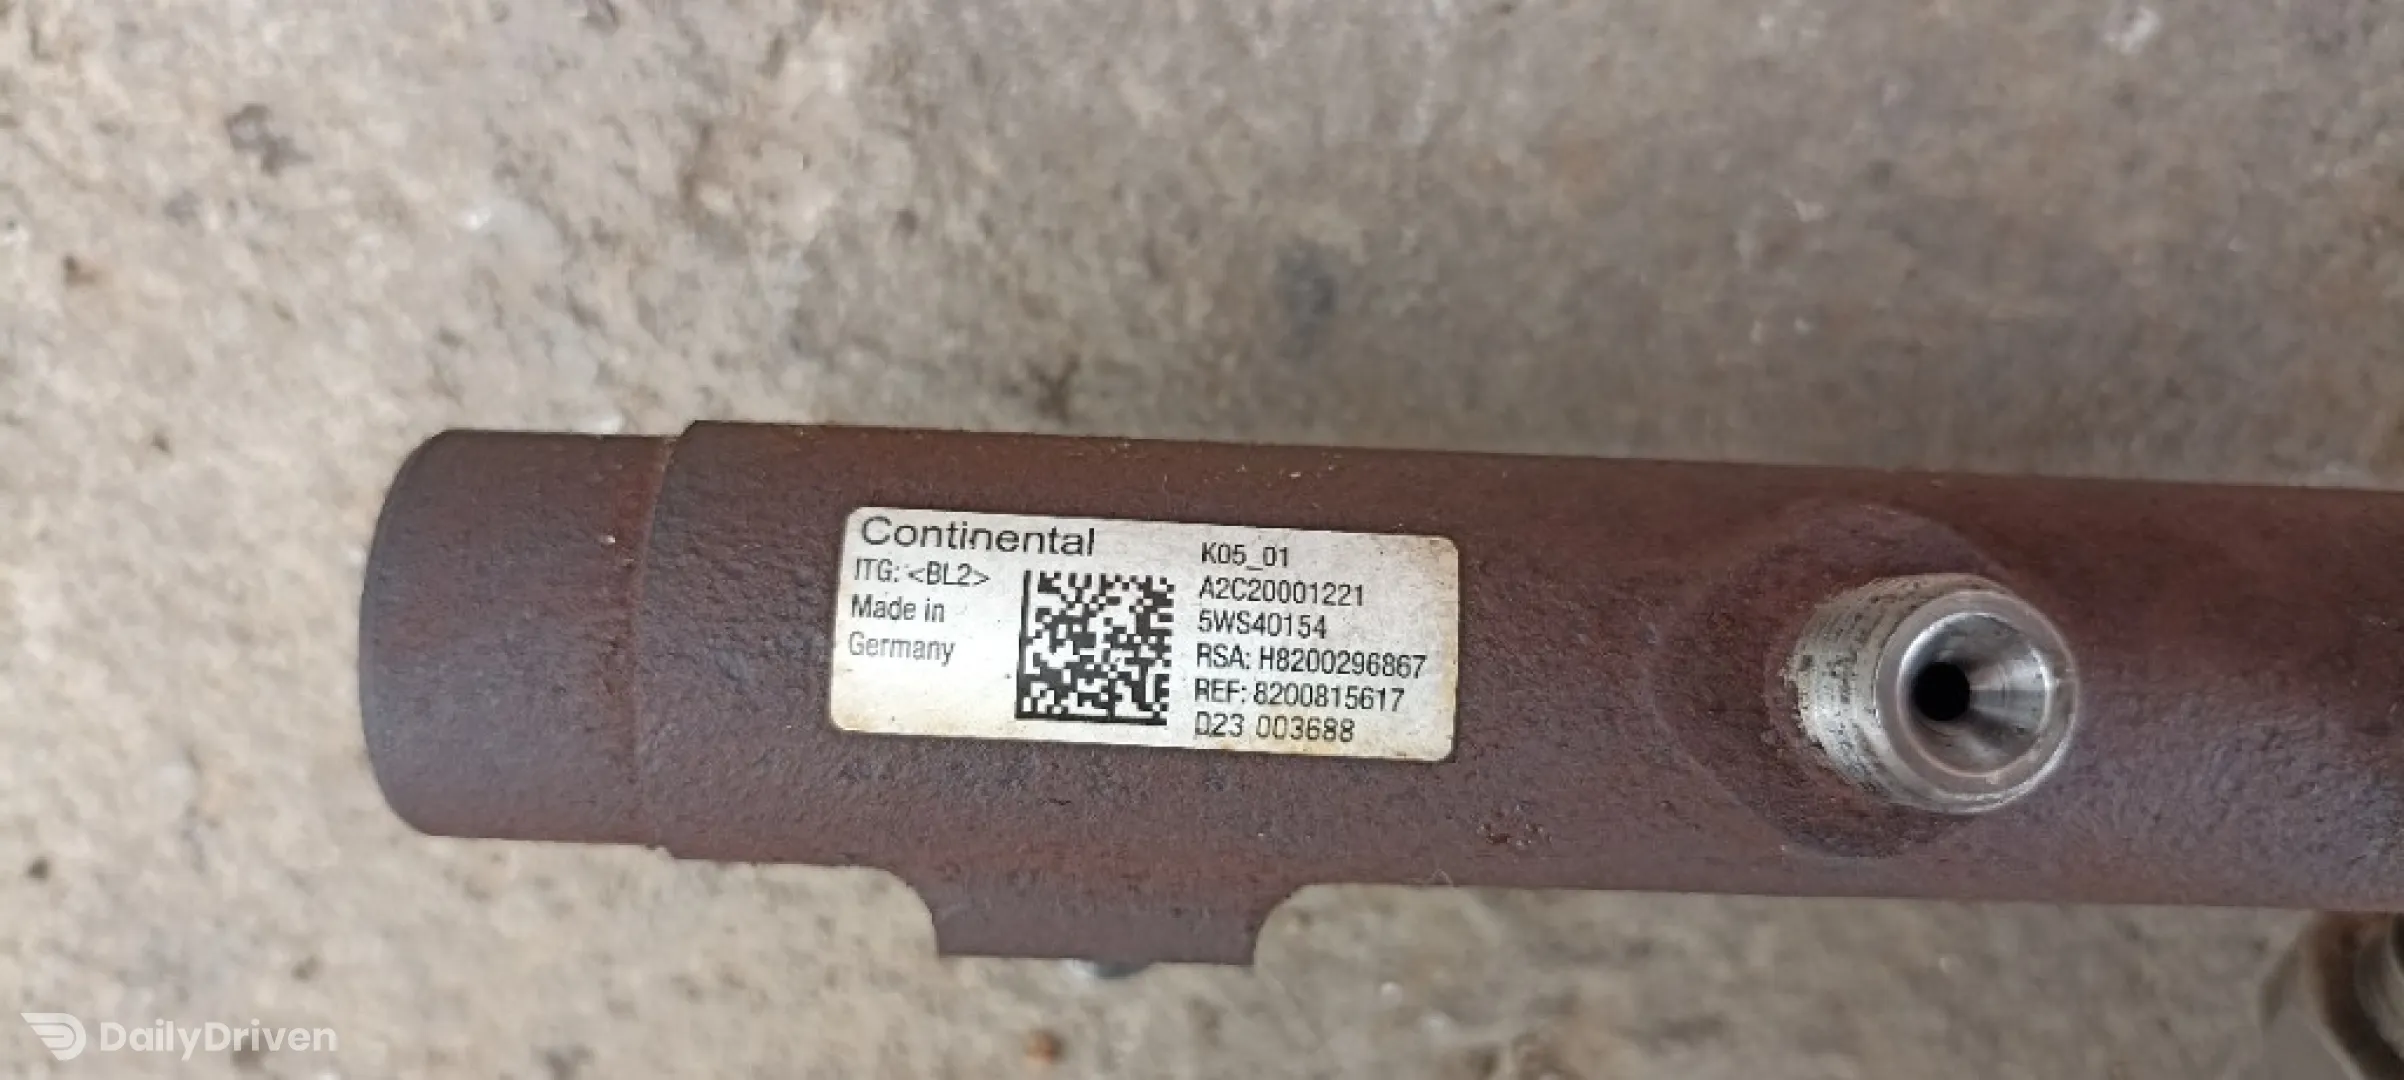 Continental
ITG: <BL2>
Made in
Germany
K05_01
A2C20001221
5WS40154
RSA: H8200296867
REF: 8200815617
D23 003688
DailyDriven